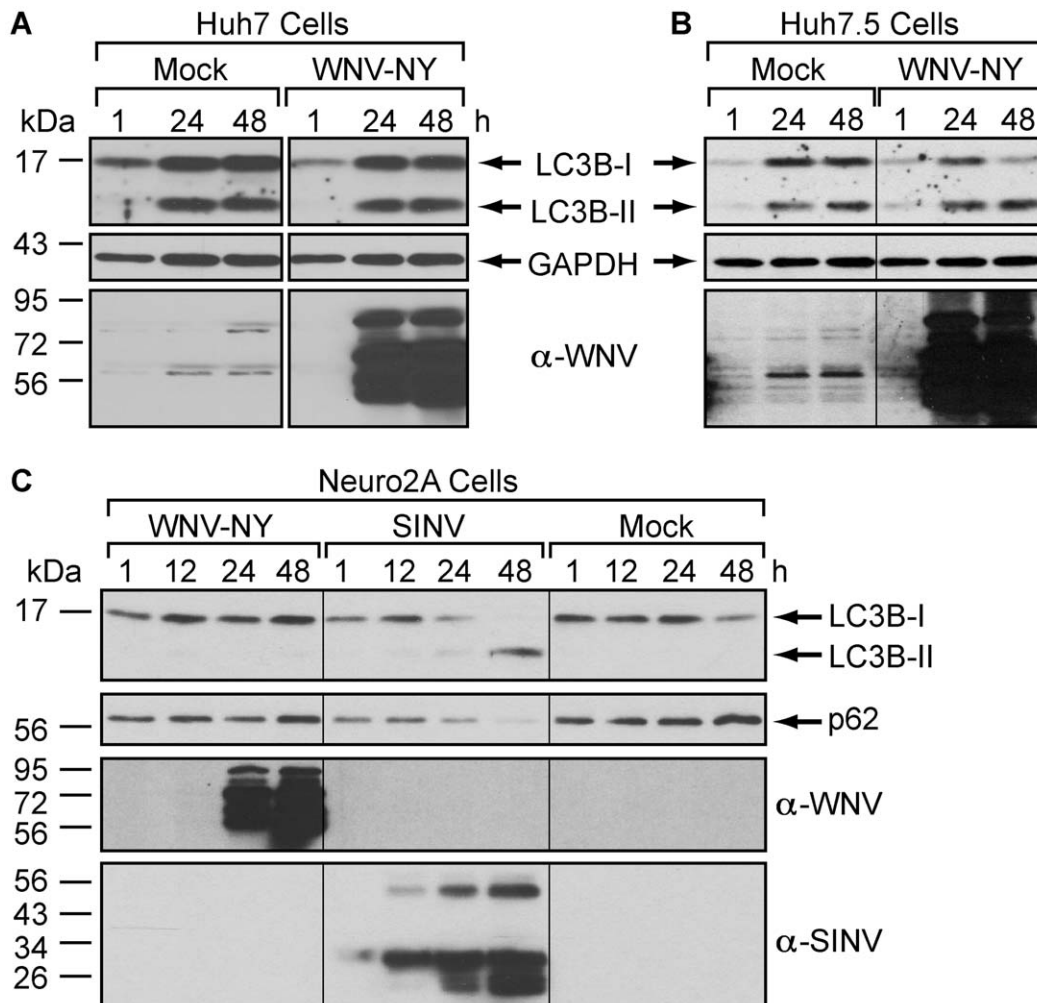 A Huh7 Cells
Mock WNV-NY
kDa 1 24 48 1 24 48 h
17
LC3B-I
LC3B-II
43
GAPDH
95
72
56
α-WNV
B Huh7.5 Cells
Mock WNV-NY
1 24 48 1 24 48
C Neuro2A Cells
WNV-NY SINV Mock
kDa 1 12 24 48 1 12 24 48 1 12 24 48 h
17
LC3B-I
LC3B-II
56
p62
95
72
56
α-WNV
56
43
34
26
α-SINV